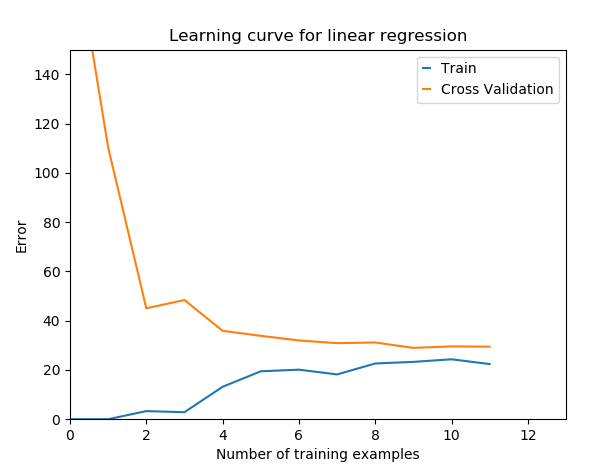 Learning curve for linear regression
140
120
100
80
60
40
20
0
Error
Train
Cross Validation
0 2 4 6 8 10 12
Number of training examples